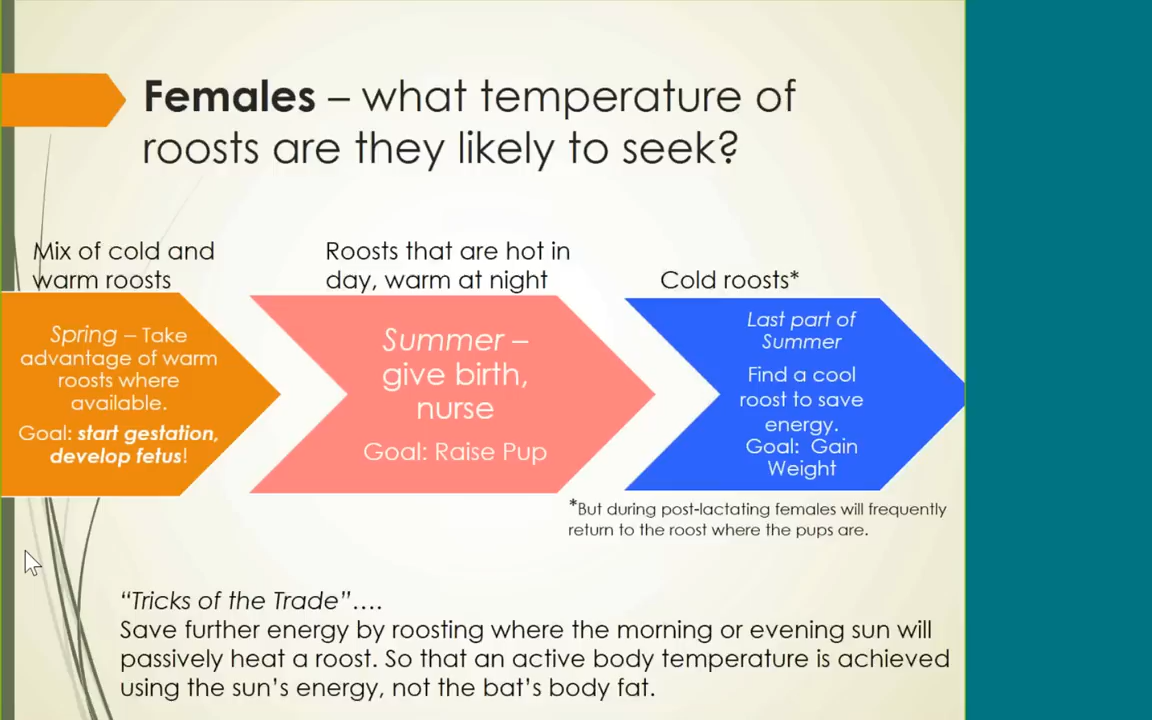 Females – what temperature of
roosts are they likely to seek?
Mix of cold and
warm roosts
Spring – Take
advantage of warm
roosts where
available.
Goal: start gestation,
develop fetus!
Roosts that are hot in
day, warm at night
Summer –
give birth,
nurse
Goal: Raise Pup
Cold roosts*
Last part of
Summer
Find a cool
roost to save
energy.
Goal: Gain
Weight
*But during post-lactating females will frequently
return to the roost where the pups are.
“Tricks of the Trade”….
Save further energy by roosting where the morning or evening sun will
passively heat a roost. So that an active body temperature is achieved
using the sun’s energy, not the bat’s body fat.